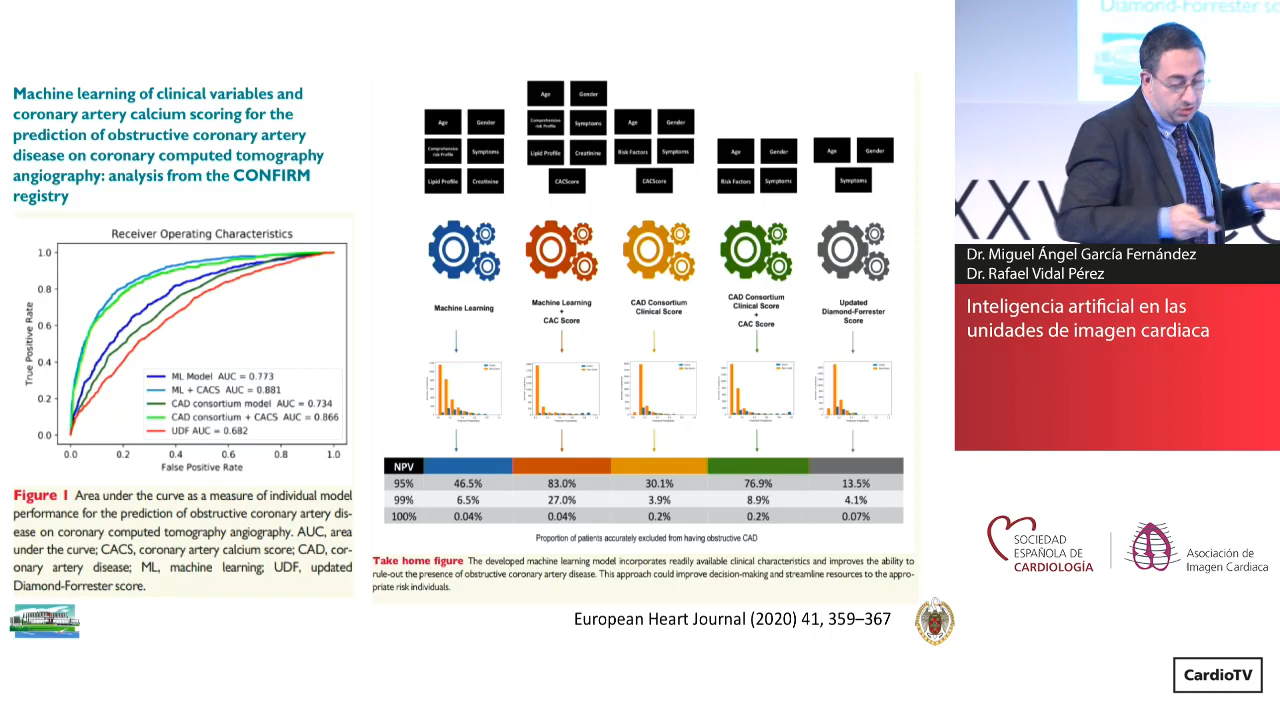 Machine learning of clinical variables and
coronary artery calcium scoring for the
prediction of obstructive coronary artery
disease on coronary computed tomography
angiography: analysis from the CONFIRM
registry
Receiver Operating Characteristics
True Positive Rate
1.0
0.8
0.6
0.4
0.2
0.0
ML Model AUC = 0.773
ML + CACS AUC = 0.881
CAD consortium model AUC = 0.734
CAD consortium + CACS AUC = 0.866
UDF AUC = 0.682
0.0 0.2 0.4 0.6 0.8 1.0
False Positive Rate
Figure 1 Area under the curve as a measure of individual model
performance for the prediction of obstructive coronary artery dis-
ease on coronary computed tomography angiography. AUC, area
under the curve; CACS, coronary artery calcium score; CAD, cor-
onary artery disease; ML, machine learning; UDF, updated
Diamond-Forrester score.
Age Gender
Comprehensive risk Profile Symptoms
Lipid Profile Creatinine
Age Gender
Comprehensive risk Profile Symptoms
Lipid Profile Creatinine
CACScore
Age Gender
Risk Factors Symptoms
CACScore
Age Gender
Risk Factors Symptoms
Age Gender
Symptoms
Machine Learning
Machine Learning
+
CAC Score
CAD Consortium
Clinical Score
CAD Consortium
Clinical Score
+
CAC Score
Updated
Diamond-Forrester
Score
NPV
95% 46.5% 83.0% 30.1% 76.9% 13.5%
99% 6.5% 27.0% 3.9% 8.9% 4.1%
100% 0.04% 0.04% 0.2% 0.2% 0.07%
Proportion of patients accurately excluded from having obstructive CAD
Take home figure The developed machine learning model incorporates readily available clinical characteristics and improves the ability to
rule-out the presence of obstructive coronary artery disease. This approach could improve decision-making and streamline resources to the appro-
priate risk individuals.
European Heart Journal (2020) 41, 359–367
Diamond-Forrester sc
XXV
CO
Dr. Miguel Ángel García Fernández
Dr. Rafael Vidal Pérez
Inteligencia artificial en las
unidades de imagen cardiaca
SOCIEDAD
ESPAÑOLA DE
CARDIOLOGÍA
Asociación de
Imagen Cardiaca
CardioTV